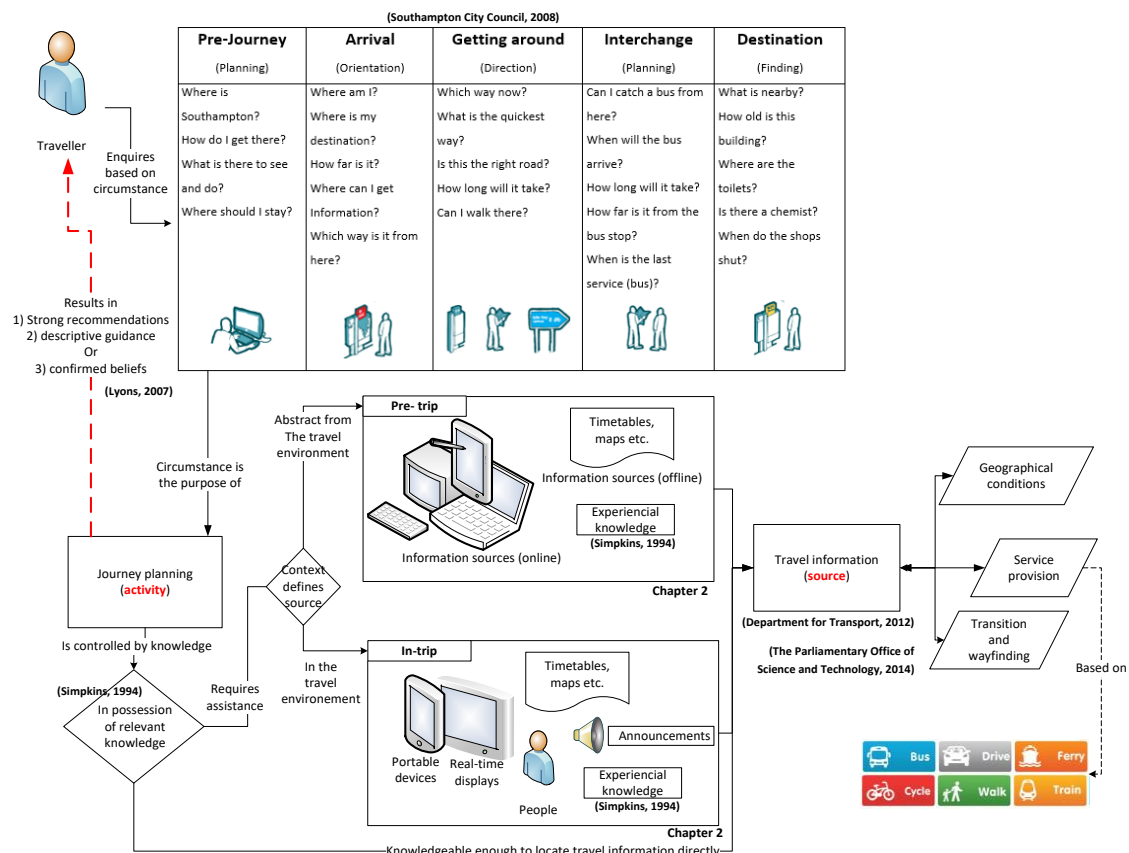 (Southampton City Council, 2008)
Pre-Journey
(Planning)
Where is
Southampton?
How do I get there?
What is there to see
and do?
Where should I stay?
Arrival
(Orientation)
Where am I?
Where is my
destination?
How far is it?
Where can I get
Information?
Which way is it from
here?
Getting around
(Direction)
Which way now?
What is the quickest
way?
Is this the right road?
How long will it take?
Can I walk there?
Interchange
(Planning)
Can I catch a bus from
here?
When will the bus
arrive?
How long will it take?
How far is it from the
bus stop?
When is the last
service (bus)?
Destination
(Finding)
What is nearby?
How old is this
building?
Where are the
toilets?
Is there a chemist?
When do the shops
shut?
Traveller
Enquires
based on
circumstance
Results in
1) Strong recommendations
2) descriptive guidance
Or
3) confirmed beliefs
(Lyons, 2007)
Circumstance is
the purpose of
Journey planning
(activity)
Is controlled by knowledge
(Simpkins, 1994)
In possession
of relevant
knowledge
Requires
assistance
Context
defines
source
Abstract from
The travel
environment
In the
travel
environement
Pre- trip
Timetables,
maps etc.
Information sources (offline)
Experiencial
knowledge
(Simpkins, 1994)
Information sources (online)
Chapter 2
In-trip
Timetables,
maps etc.
Announcements
Portable
devices
Real-time
displays
People
Experiencial
knowledge
(Simpkins, 1994)
Chapter 2
Knowledgeable enough to locate travel information directly
Travel information
(source)
(Department for Transport, 2012)
(The Parliamentary Office of
Science and Technology, 2014)
Geographical
conditions
Service
provision
Transition
and
wayfinding
Based on
Bus
Drive
Ferry
Cycle
Walk
Train